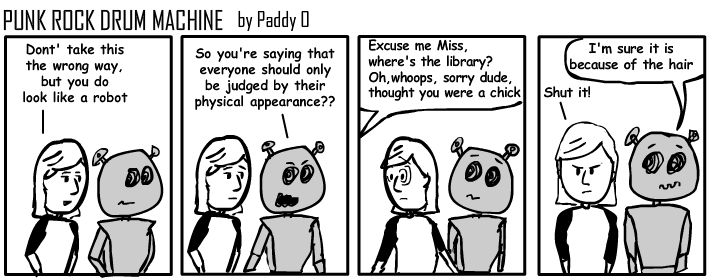 PUNK ROCK DRUM MACHINE by Paddy O
Dont' take this
the wrong way,
but you do
look like a robot
So you're saying that
everyone should only
be judged by their
physical appearance??
Excuse me Miss,
where's the library?
Oh,whoops, sorry dude,
thought you were a chick
I'm sure it is
because of the hair
Shut it!